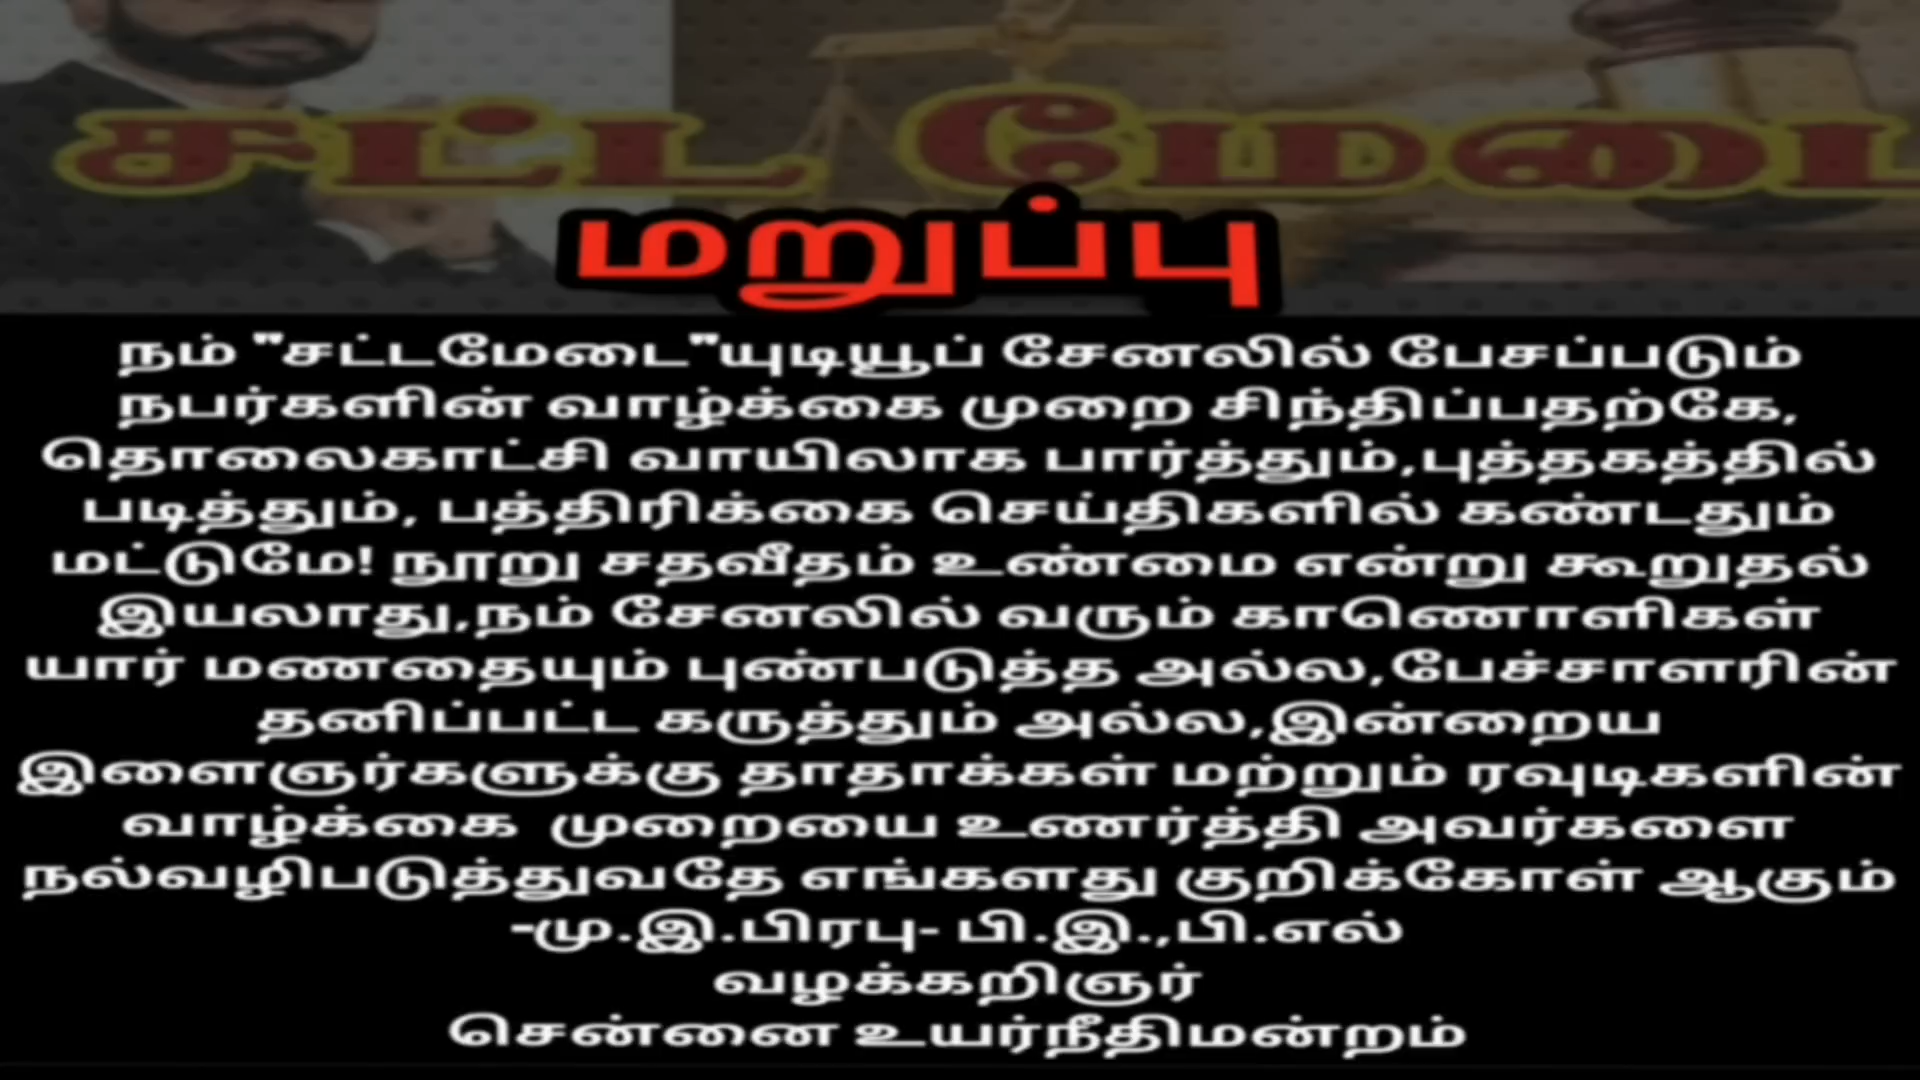 சட்ட மேடை
மறுப்பு
நம் "சட்டமேடை"யுடியூப் சேனலில் பேசப்படும்
நபர்களின் வாழ்க்கை முறை சிந்திப்பதற்கே,
தொலைகாட்சி வாயிலாக பார்த்தும்,புத்தகத்தில்
படித்தும், பத்திரிக்கை செய்திகளில் கண்டதும்
மட்டுமே! நூறு சதவீதம் உண்மை என்று கூறுதல்
இயலாது,நம் சேனலில் வரும் காணொளிகள்
யார் மணதையும் புண்படுத்த அல்ல,பேச்சாளரின்
தனிப்பட்ட கருத்தும் அல்ல,இன்றைய
இளைஞர்களுக்கு தாதாக்கள் மற்றும் ரவுடிகளின்
வாழ்க்கை முறையை உணர்த்தி அவர்களை
நல்வழிபடுத்துவதே எங்களது குறிக்கோள் ஆகும்
-மு.இ.பிரபு- பி.இ.,பி.எல்
வழக்கறிஞர்
சென்னை உயர்நீதிமன்றம்